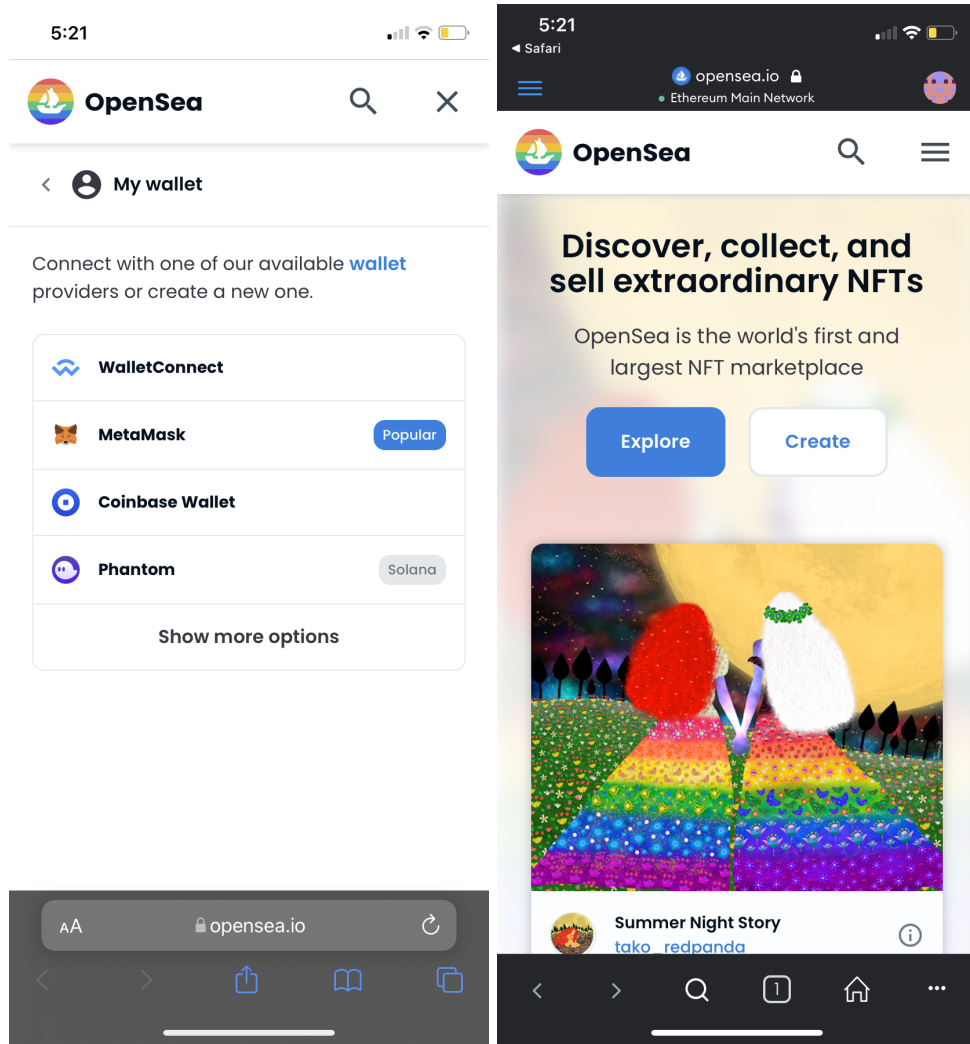 5:21
OpenSea
My wallet
Connect with one of our available wallet
providers or create a new one.
WalletConnect
MetaMask
Popular
Coinbase Wallet
Phantom
Solana
Show more options
AA
opensea.io
5:21
Safari
opensea.io
Ethereum Main Network
OpenSea
Discover, collect, and
sell extraordinary NFTs
OpenSea is the world's first and
largest NFT marketplace
Explore
Create
Summer Night Story
tako_redpanda
1